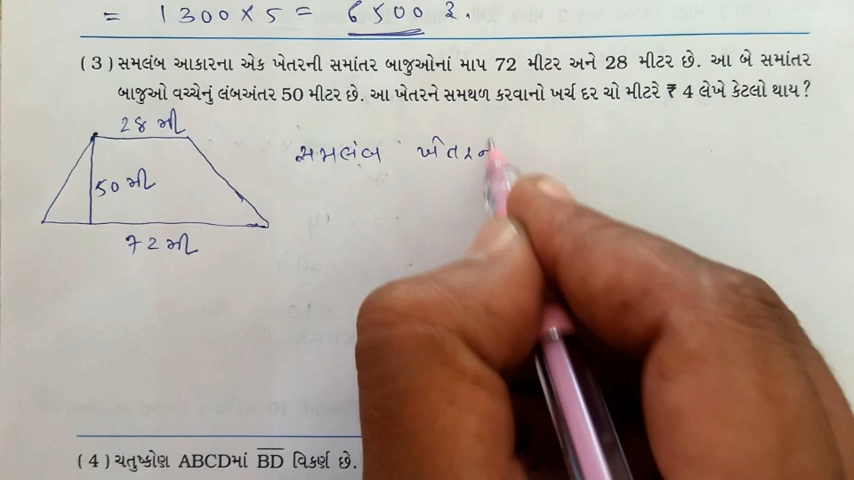 = 1300 × 5 = 6500 રૂ.
(3) સમલંબ આકારના એક ખેતરની સમાંતર બાજુઓનાં માપ 72 મીટર અને 28 મીટર છે. આ બે સમાંતર
બાજુઓ વચ્ચેનું લંબઅંતર 50 મીટર છે. આ ખેતરને સમથળ કરવાનો ખર્ચ દર ચો મીટરે ₹ 4 લેખે કેટલો થાય ?
28 મી
સમલંબ ખેતરન
50 મી
72 મી
(4) ચતુષ્કોણ ABCDમાં BD વિકર્ણ છે.